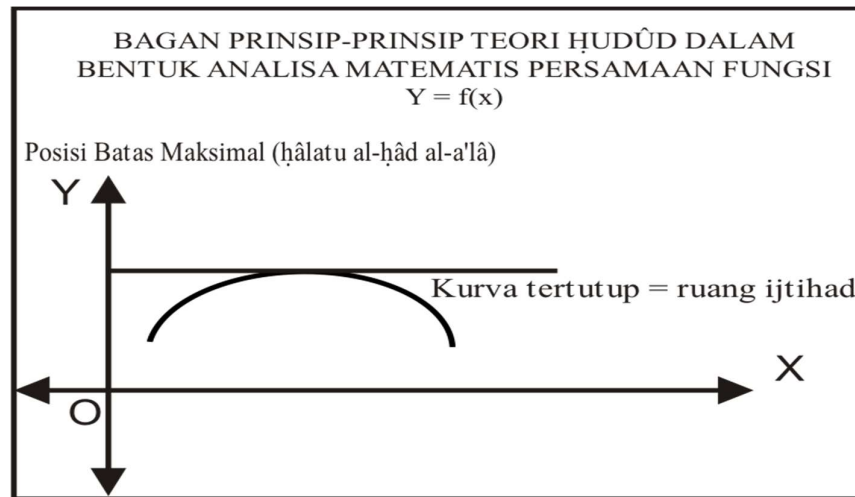 BAGAN PRINSIP-PRINSIP TEORI ḤUDÛD DALAM
BENTUK ANALISA MATEMATIS PERSAMAAN FUNGSI
Y = f(x)
Posisi Batas Maksimal (ḥâlatu al-ḥâd al-a'lâ)
Y
Kurva tertutup = ruang ijtihad
X
O